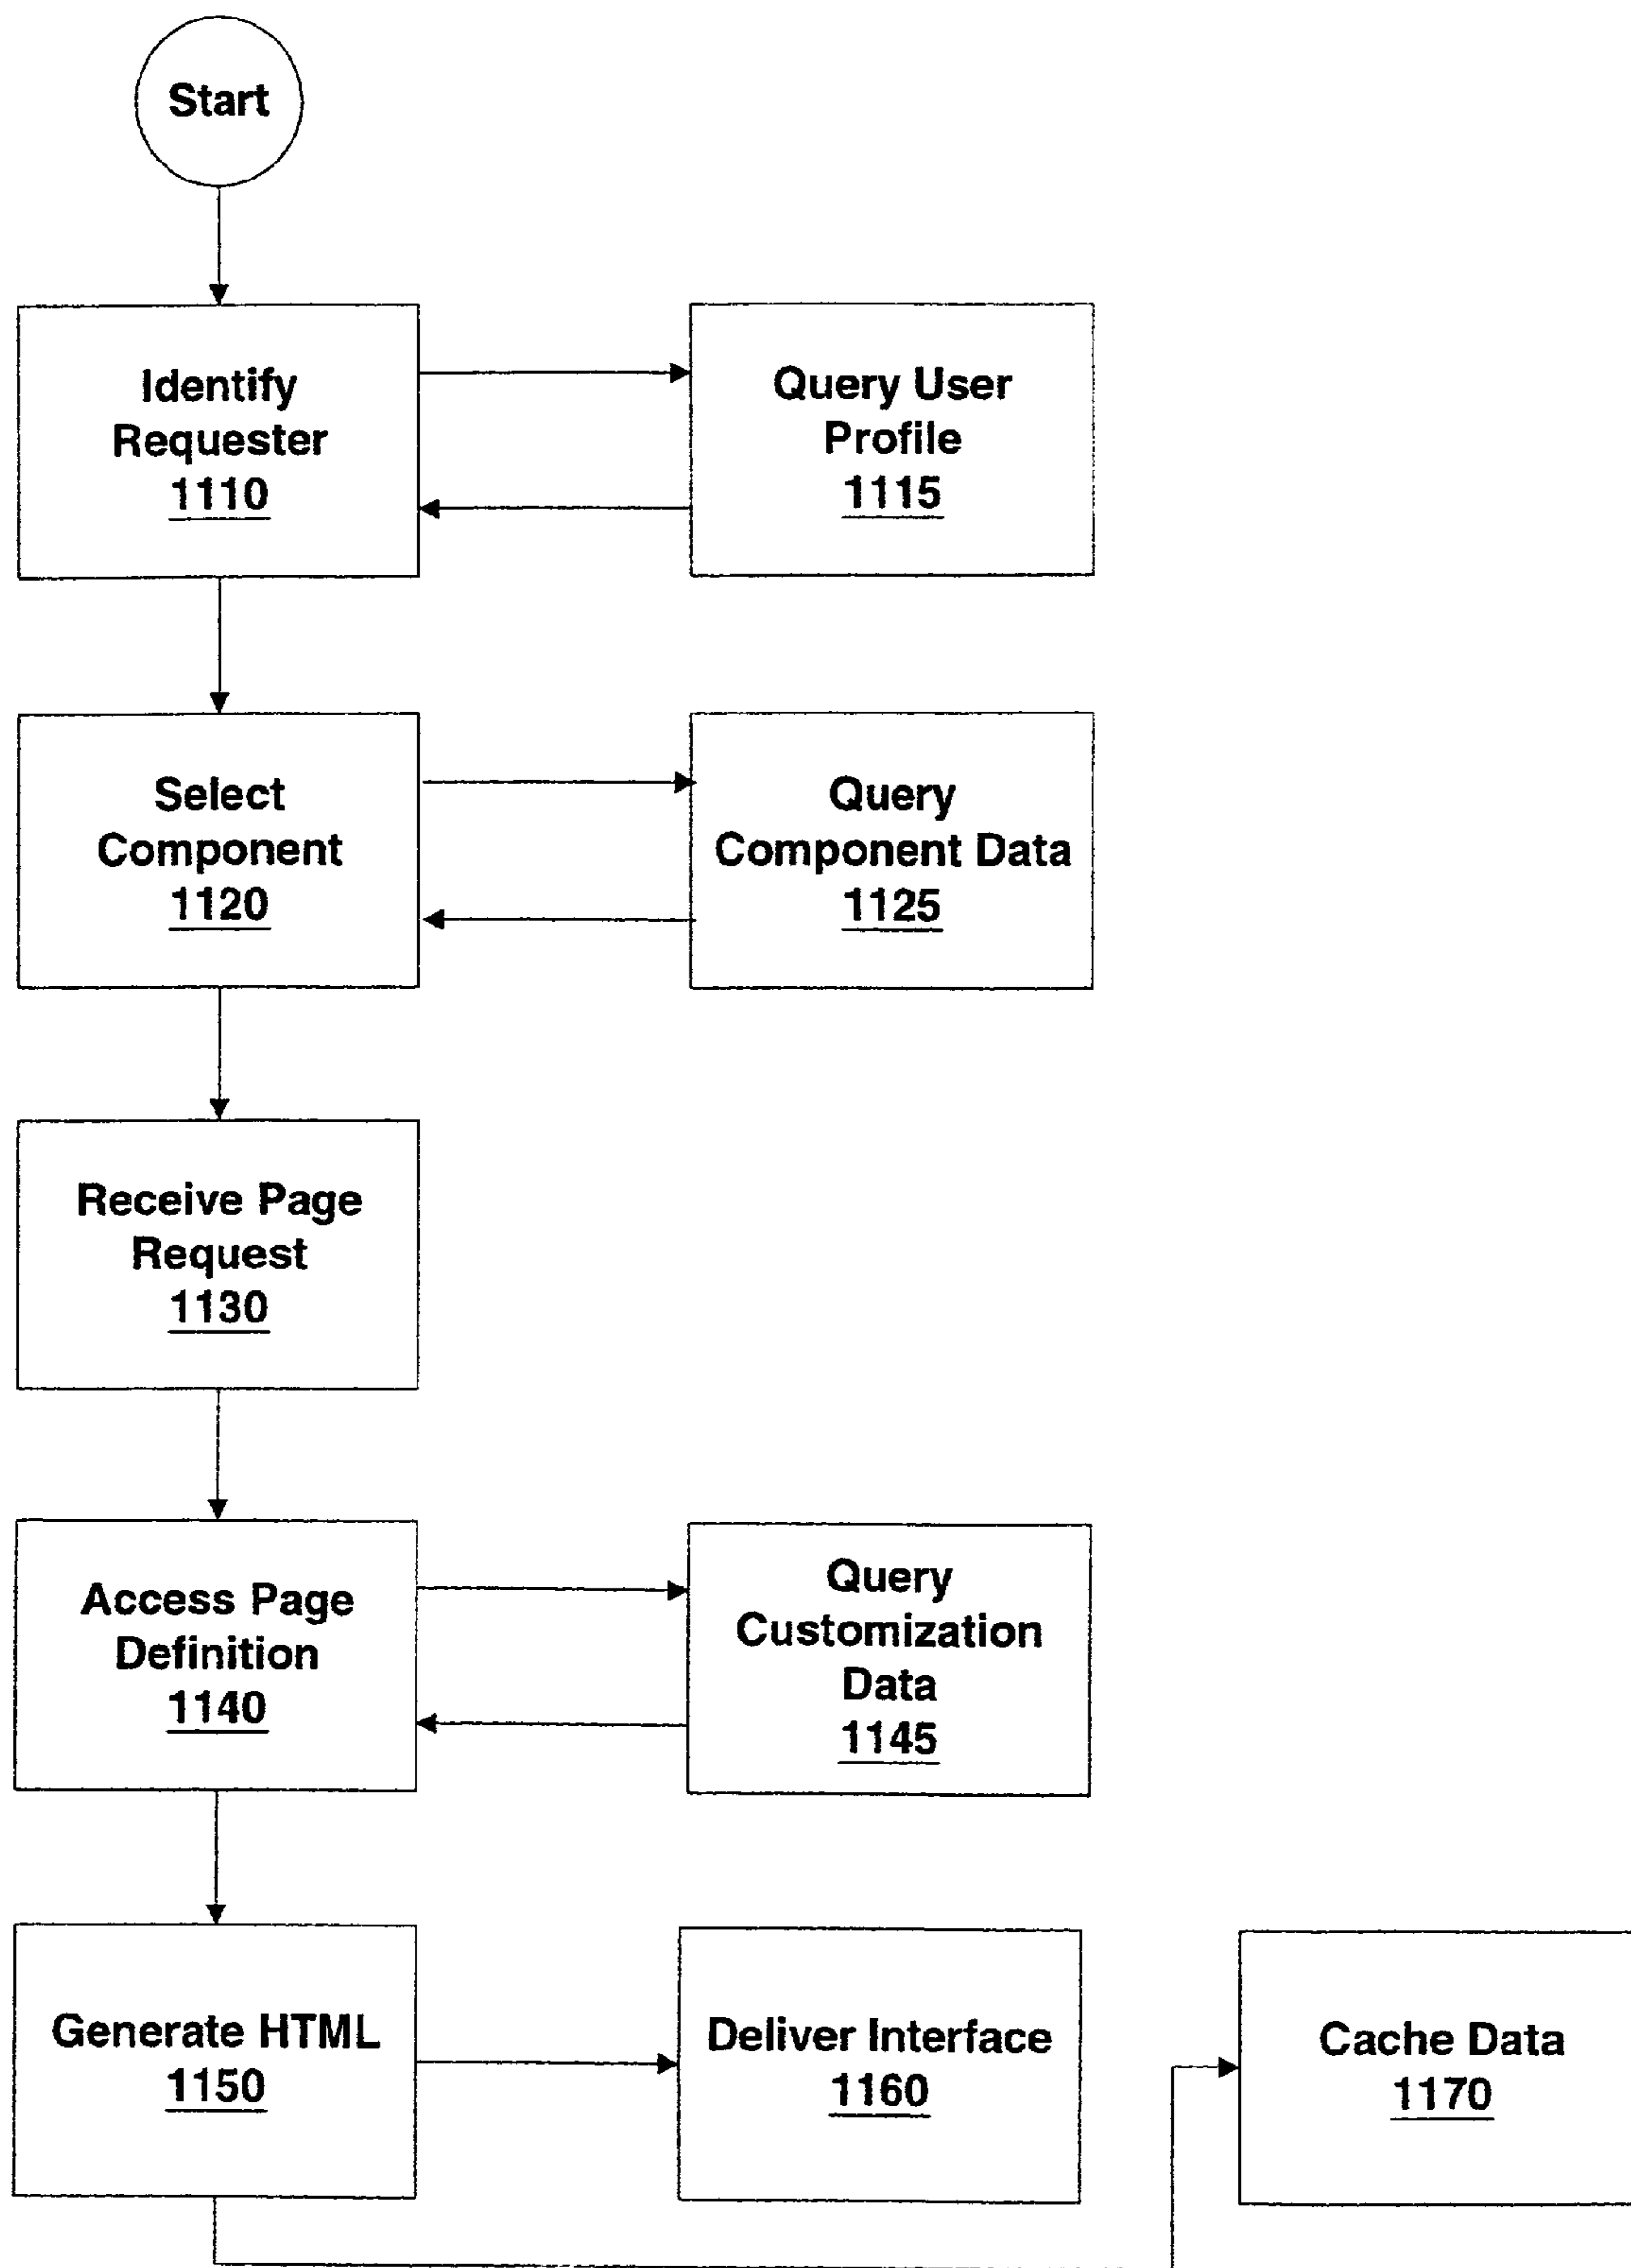 Start
Identify
Requester
1110
Query User
Profile
1115
Select
Component
1120
Query
Component Data
1125
Receive Page
Request
1130
Access Page
Definition
1140
Query
Customization
Data
1145
Generate HTML
1150
Deliver Interface
1160
Cache Data
1170